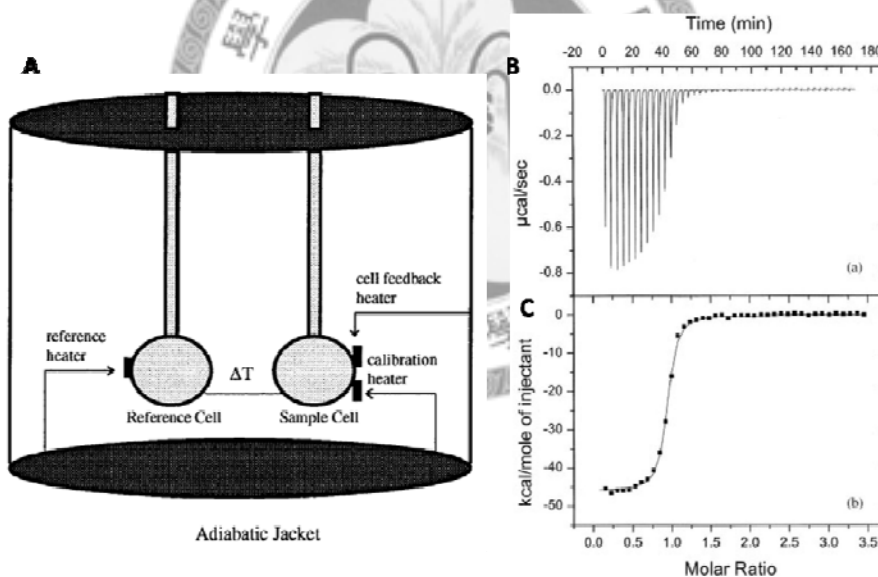 A
reference
heater
ΔT
cell feedback
heater
calibration
heater
Reference Cell
Sample Cell
Adiabatic Jacket
B
Time (min)
-20 0 20 40 60 80 100 120 140 160 180
0.0
-0.2
-0.4
-0.6
-0.8
µcal/sec
(a)
C
0
-10
-20
-30
-40
-50
kcal/mole of injectant
(b)
0.0 0.5 1.0 1.5 2.0 2.5 3.0 3.5
Molar Ratio